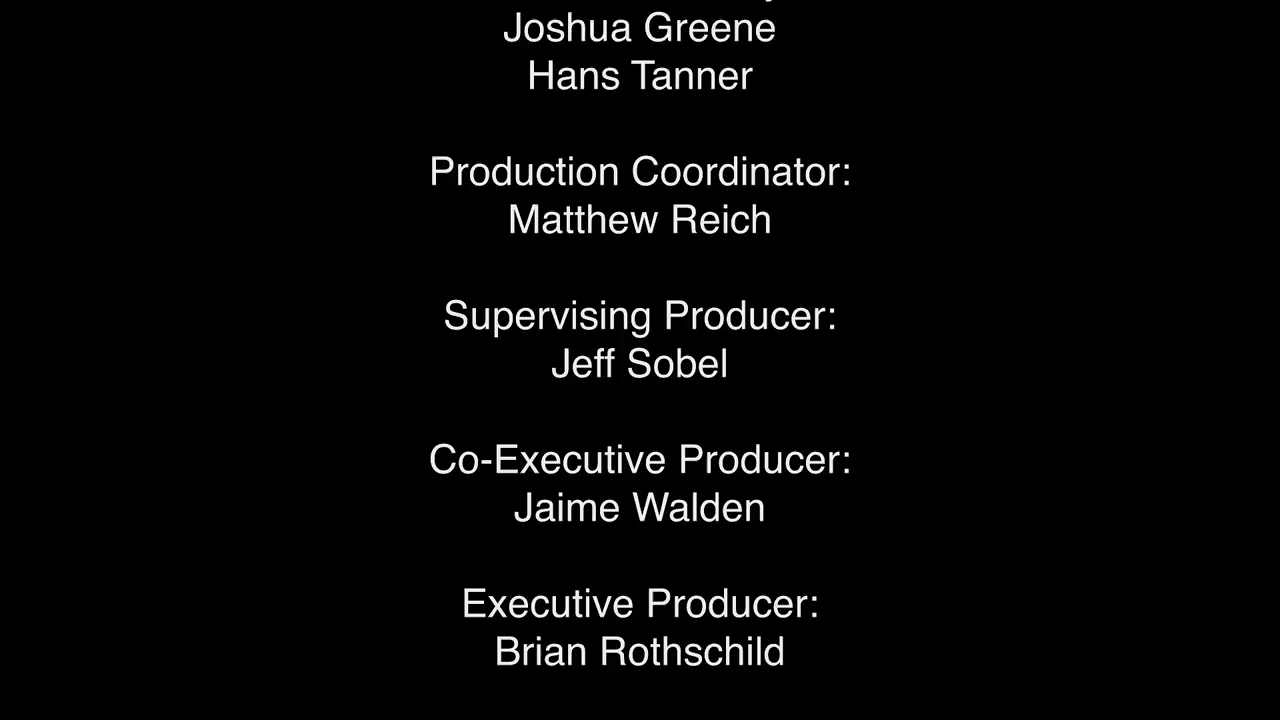 Joshua Greene
Hans Tanner
Production Coordinator:
Matthew Reich
Supervising Producer:
Jeff Sobel
Co-Executive Producer:
Jaime Walden
Executive Producer:
Brian Rothschild